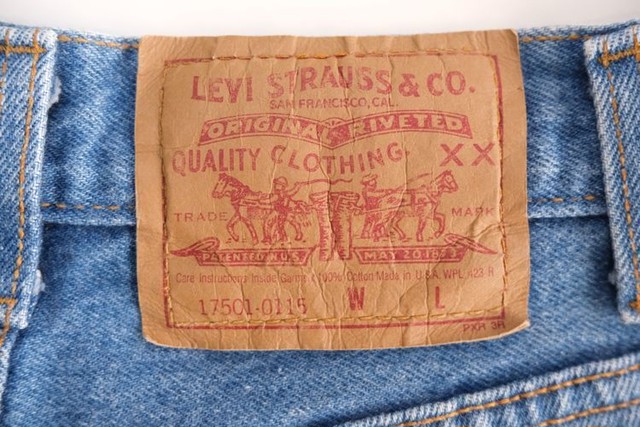 LEVI STRAUSS & CO.
SAN FRANCISCO, CAL.
ORIGINAL RIVETED
QUALITY CLOTHING. XX
TRADE MARK
PATENTED IN U.S. MAY 20 1873
Care Instructions Inside Garment 100% Cotton Made in U.S.A. WPL 423 R
17501-0115 W L